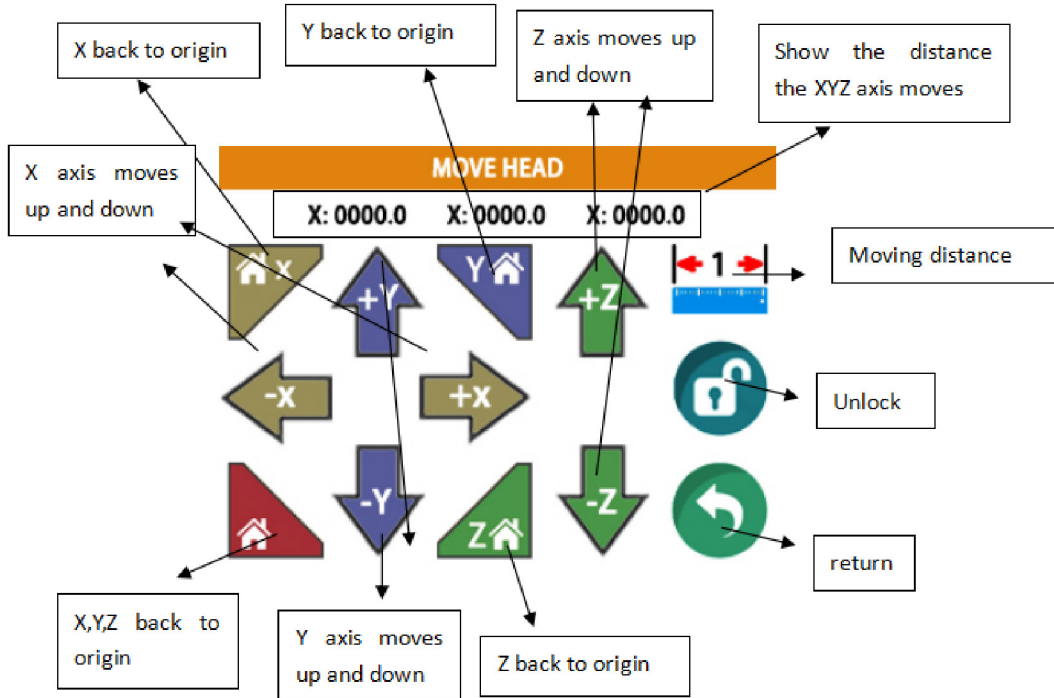 X back to origin
Y back to origin
Z axis moves up
and down
Show the distance
the XYZ axis moves
X axis moves
up and down
MOVE HEAD
X: 0000.0 X: 0000.0 X: 0000.0
X
+Y
Y
+Z
1
Moving distance
-X
+X
Unlock
-Y
Z
-Z
return
X,Y,Z back to
origin
Y axis moves
up and down
Z back to origin